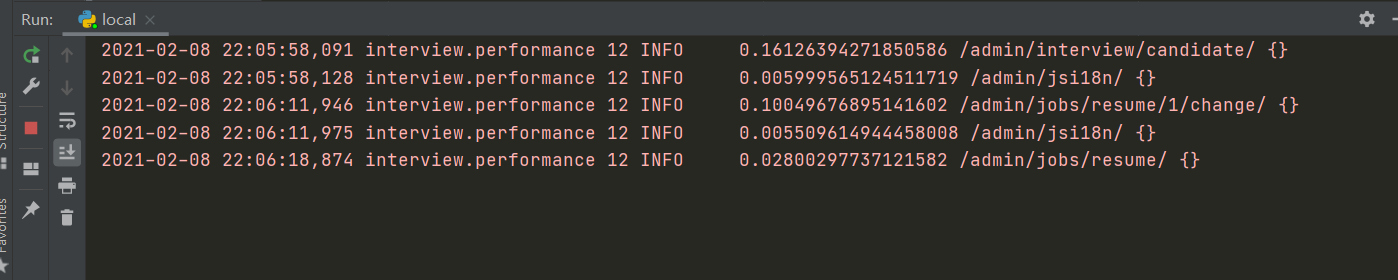 Run: local
2021-02-08 22:05:58,091 interview.performance 12 INFO 0.16126394271850586 /admin/interview/candidate/ {}
2021-02-08 22:05:58,128 interview.performance 12 INFO 0.005999565124511719 /admin/jsi18n/ {}
2021-02-08 22:06:11,946 interview.performance 12 INFO 0.10049676895141602 /admin/jobs/resume/1/change/ {}
2021-02-08 22:06:11,975 interview.performance 12 INFO 0.005509614944458008 /admin/jsi18n/ {}
2021-02-08 22:06:18,874 interview.performance 12 INFO 0.02800297737121582 /admin/jobs/resume/ {}
Structure
Favorites